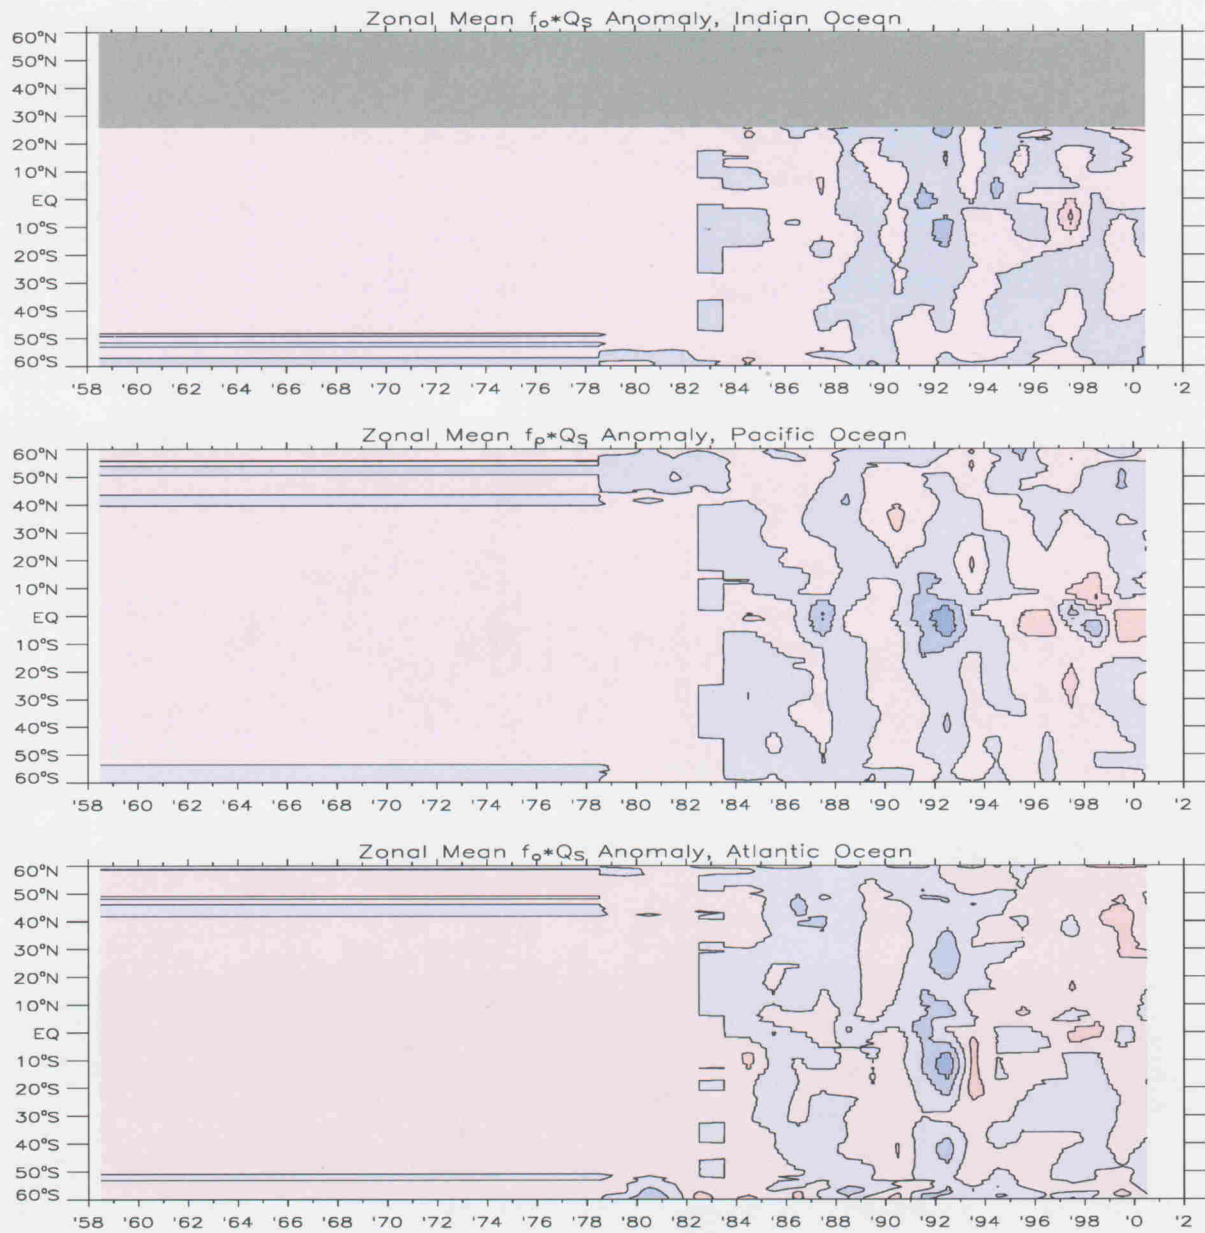 Zonal Mean fₒ*Qₛ Anomaly, Indian Ocean
60°N
50°N
40°N
30°N
20°N
10°N
EQ
10°S
20°S
30°S
40°S
50°S
60°S
'58 '60 '62 '64 '66 '68 '70 '72 '74 '76 '78 '80 '82 '84 '86 '88 '90 '92 '94 '96 '98 '0 '2
Zonal Mean fₚ*Qₛ Anomaly, Pacific Ocean
60°N
50°N
40°N
30°N
20°N
10°N
EQ
10°S
20°S
30°S
40°S
50°S
60°S
'58 '60 '62 '64 '66 '68 '70 '72 '74 '76 '78 '80 '82 '84 '86 '88 '90 '92 '94 '96 '98 '0 '2
Zonal Mean fₒ*Qₛ Anomaly, Atlantic Ocean
60°N
50°N
40°N
30°N
20°N
10°N
EQ
10°S
20°S
30°S
40°S
50°S
60°S
'58 '60 '62 '64 '66 '68 '70 '72 '74 '76 '78 '80 '82 '84 '86 '88 '90 '92 '94 '96 '98 '0 '2